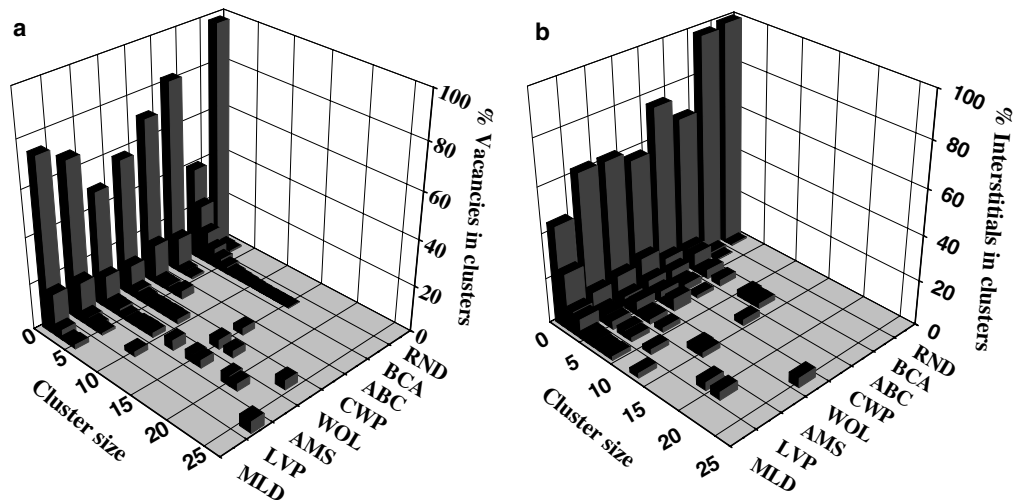 a
100
80
60
40
20
0
% Vacancies in clusters
0
5
10
15
20
25
Cluster size
RND
BCA
ABC
CWP
WOL
AMS
LVP
MLD
b
100
80
60
40
20
0
% Interstitials in clusters
0
5
10
15
20
25
Cluster size
RND
BCA
ABC
CWP
WOL
AMS
LVP
MLD